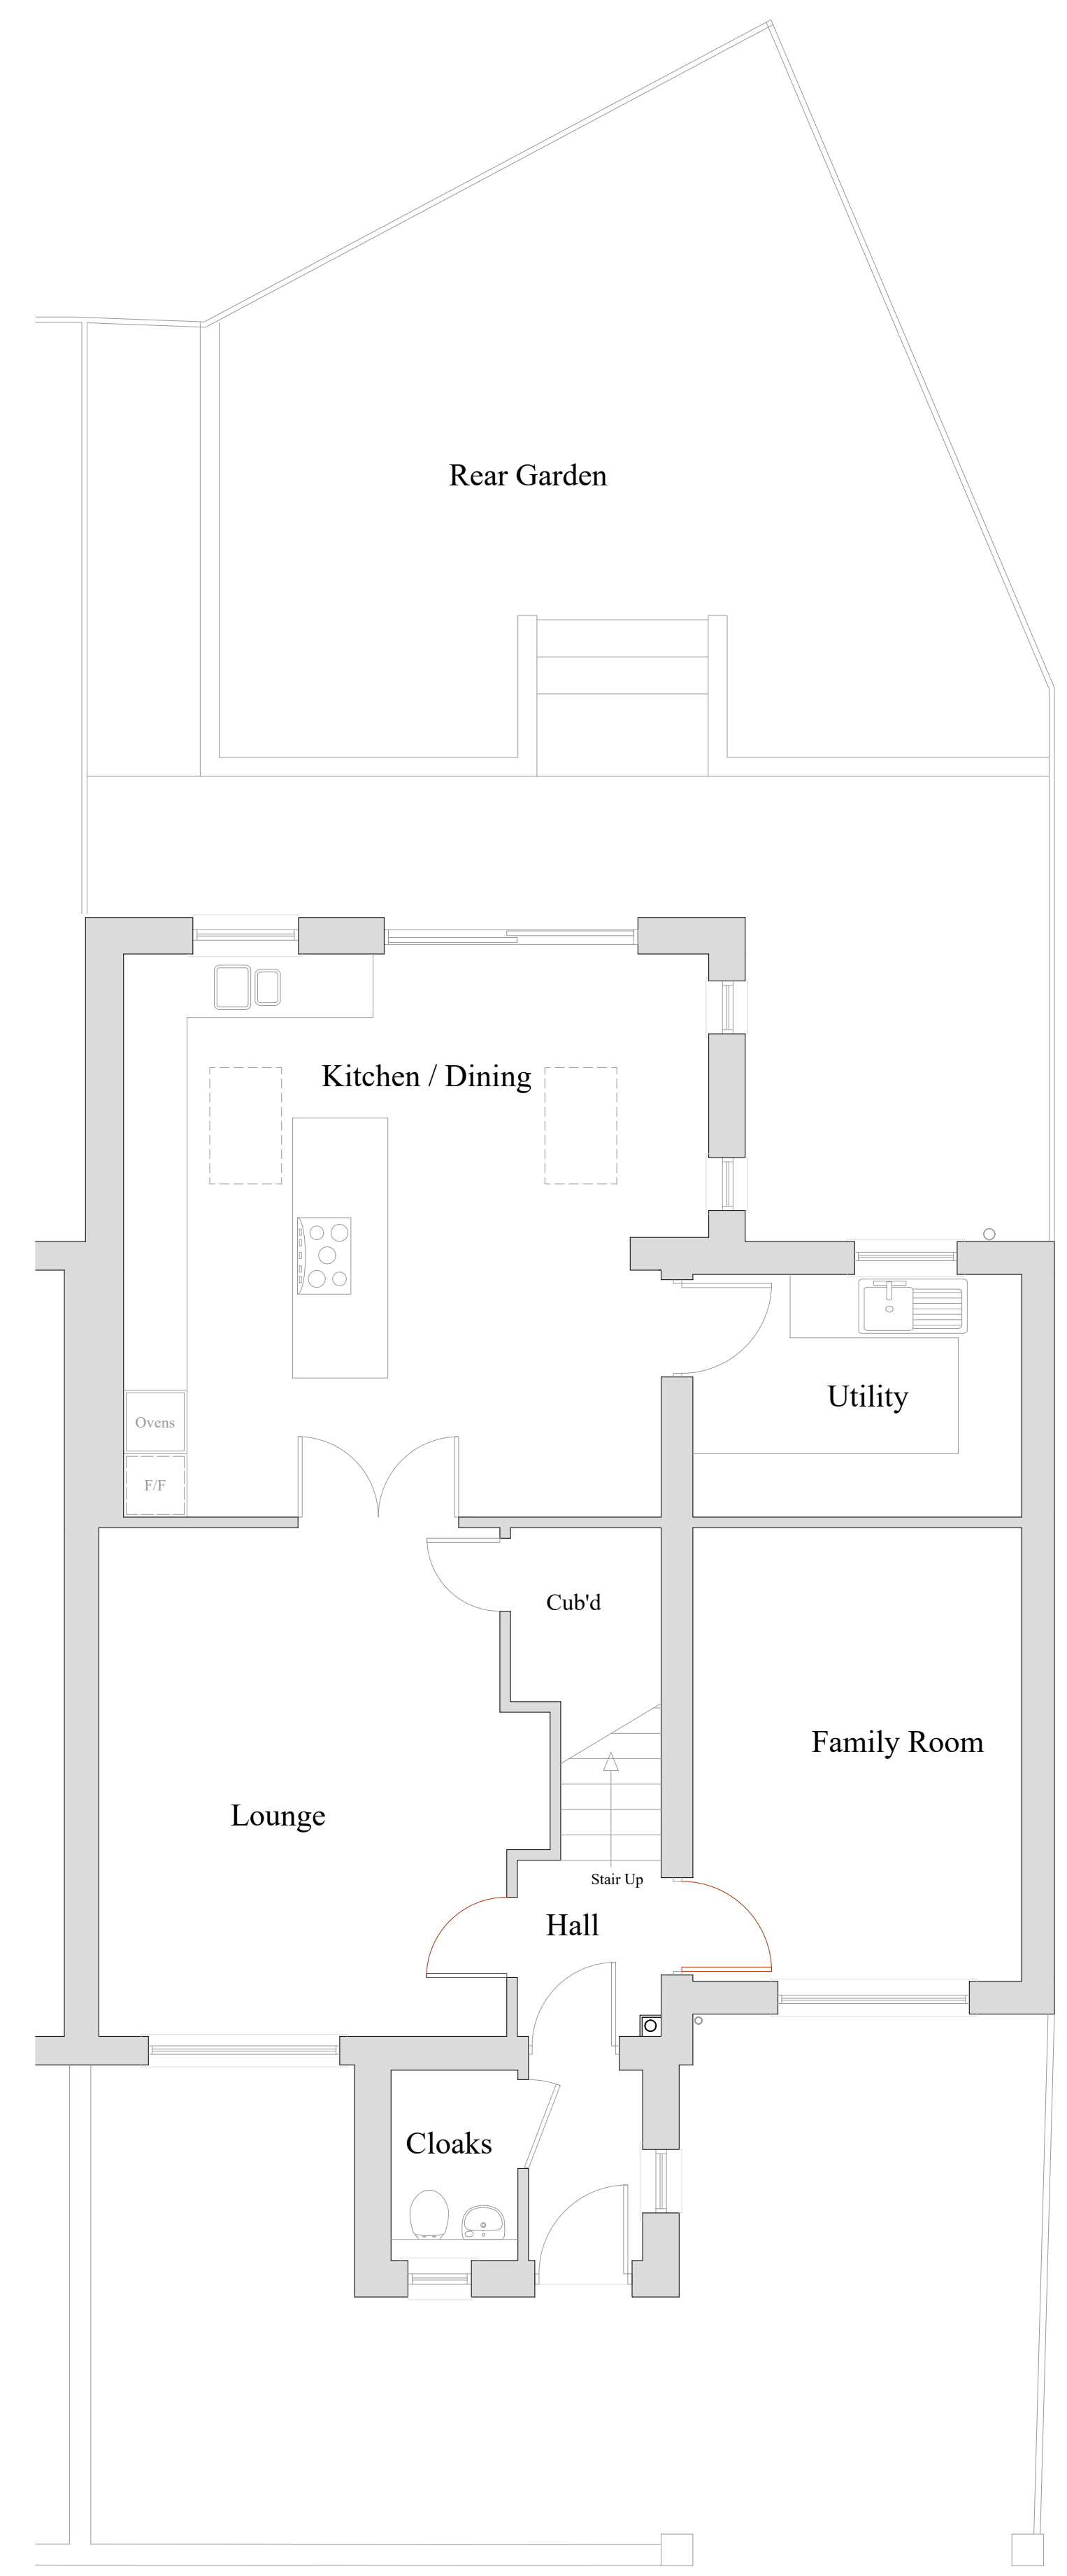 Rear Garden
Kitchen / Dining
Utility
Ovens
F/F
Cub'd
Family Room
Lounge
Stair Up
Hall
Cloaks